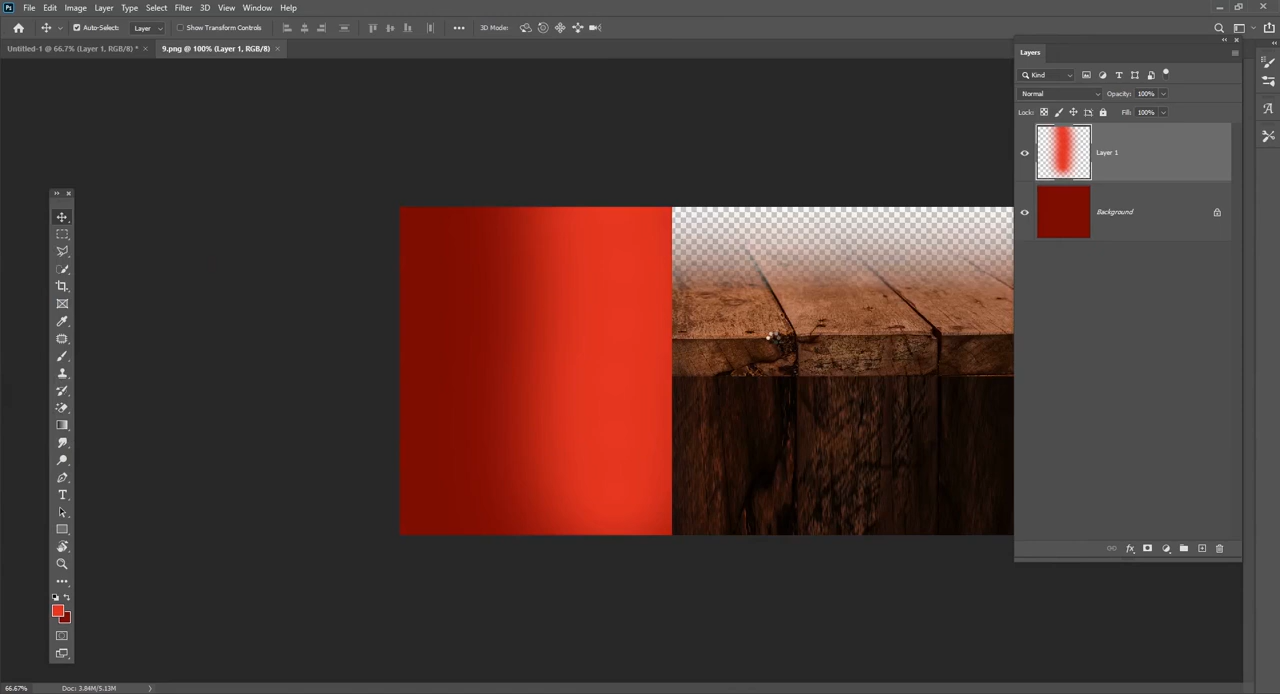 Ps File Edit Image Layer Type Select Filter 3D View Window Help
Auto-Select: Layer Show Transform Controls 3D Mode:
Untitled-1 @ 66.7% (Layer 1, RGB/8) * × 9.png @ 100% (Layer 1, RGB/8) ×
Layers
Kind
Normal Opacity: 100%
Lock: Fill: 100%
Layer 1
Background
fx
66.67% Doc: 3.84M/5.13M